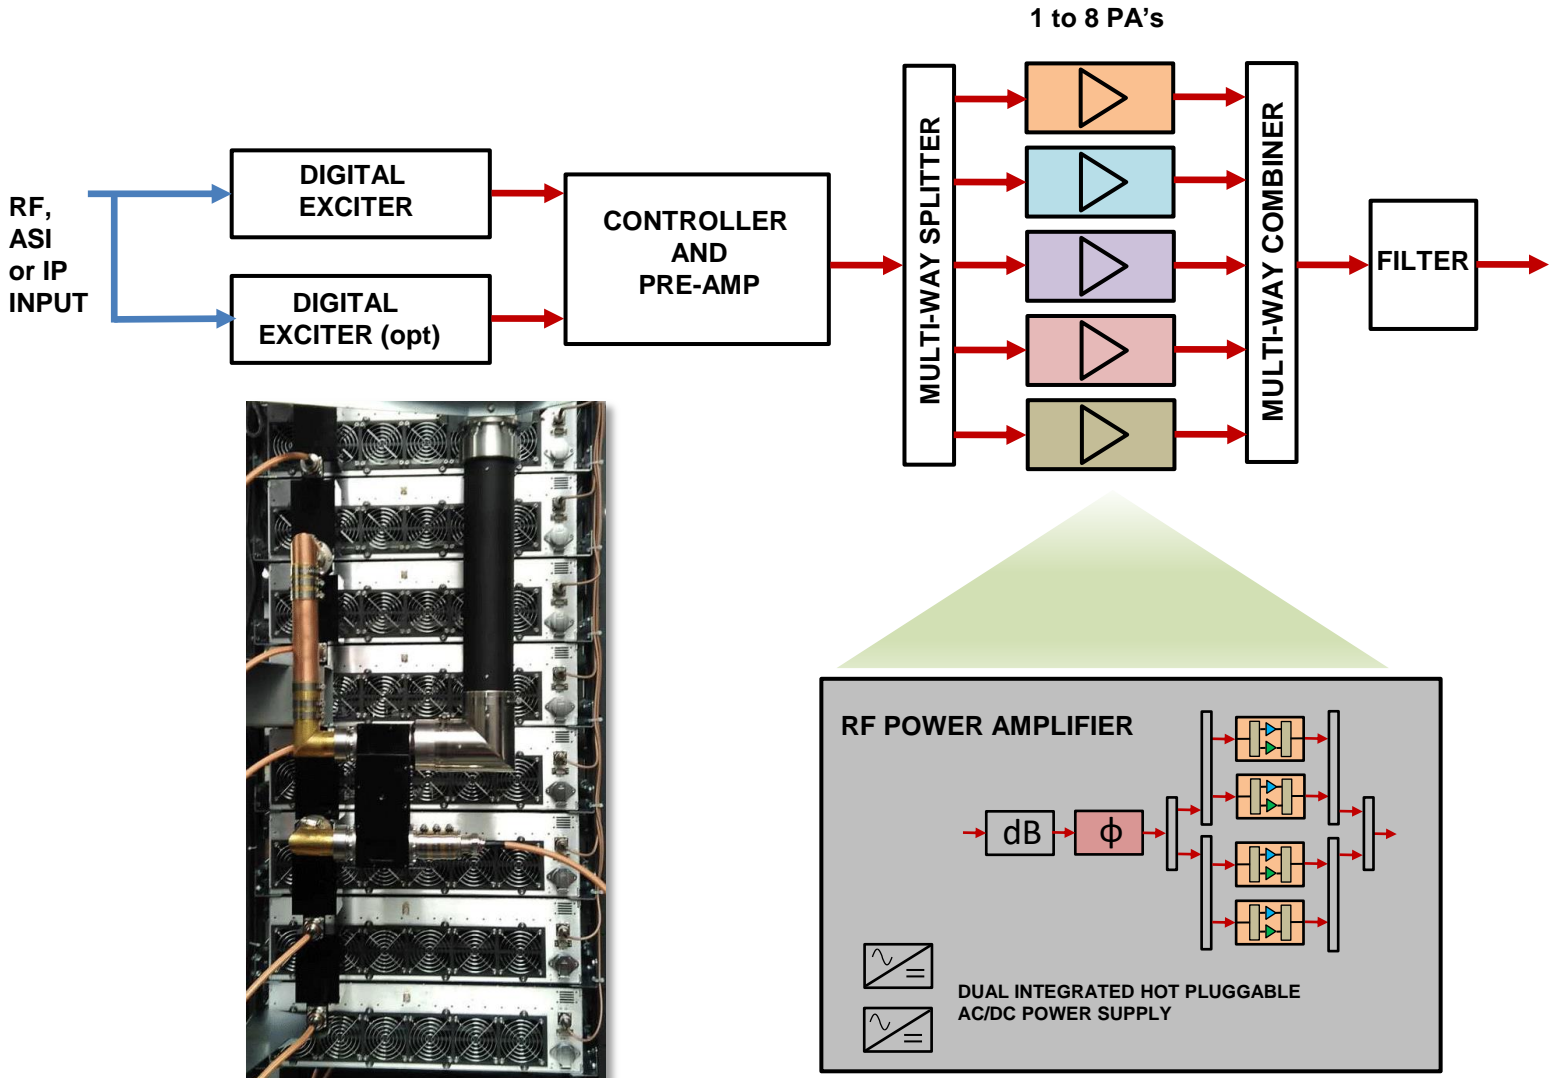 1 to 8 PA’s
RF,
ASI
or IP
INPUT
DIGITAL
EXCITER
DIGITAL
EXCITER (opt)
CONTROLLER
AND
PRE-AMP
MULTI-WAY SPLITTER
MULTI-WAY COMBINER
FILTER
RF POWER AMPLIFIER
dB
ϕ
DUAL INTEGRATED HOT PLUGGABLE
AC/DC POWER SUPPLY